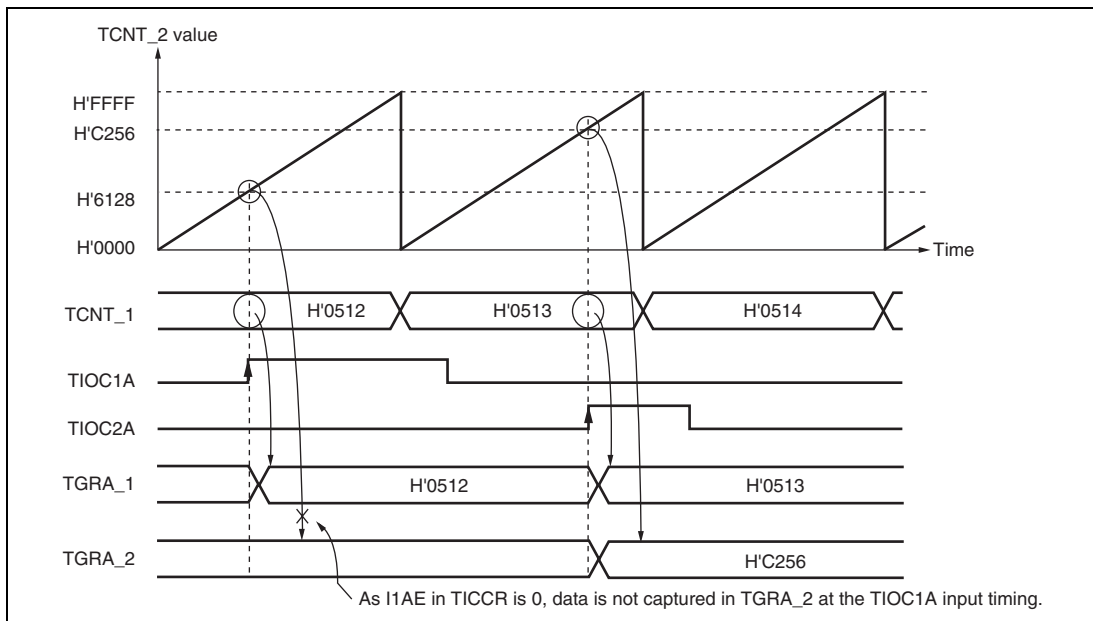 TCNT_2 value
H'FFFF
H'C256
H'6128
H'0000
Time
TCNT_1
H'0512
H'0513
H'0514
TIOC1A
TIOC2A
TGRA_1
H'0512
H'0513
TGRA_2
H'C256
As I1AE in TICCR is 0, data is not captured in TGRA_2 at the TIOC1A input timing.